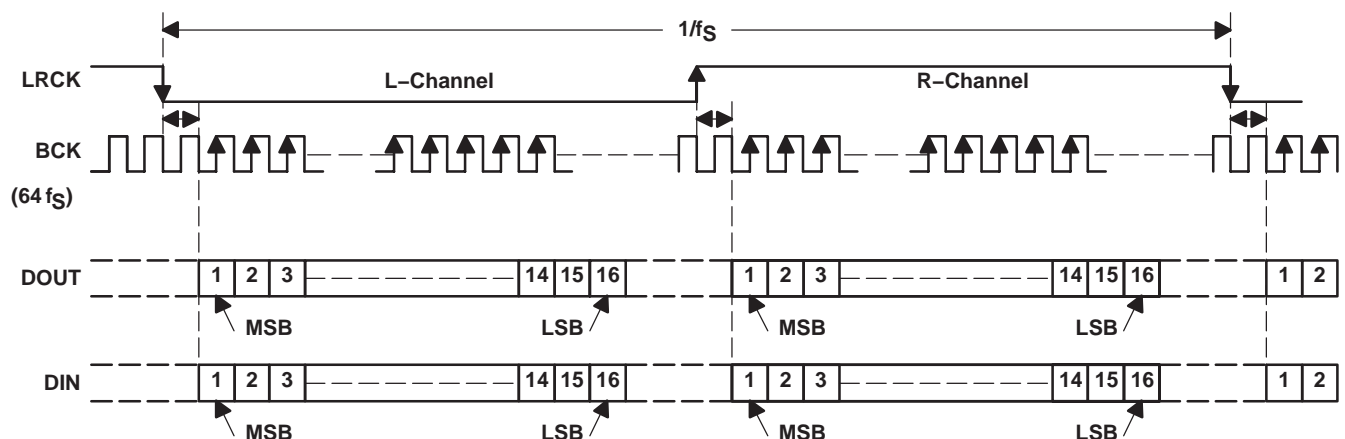 1/fS
LRCK
L–Channel
R–Channel
BCK
(64 fS)
DOUT
1 2 3 14 15 16 1 2 3 14 15 16 1 2
MSB LSB MSB LSB
DIN
1 2 3 14 15 16 1 2 3 14 15 16 1 2
MSB LSB MSB LSB